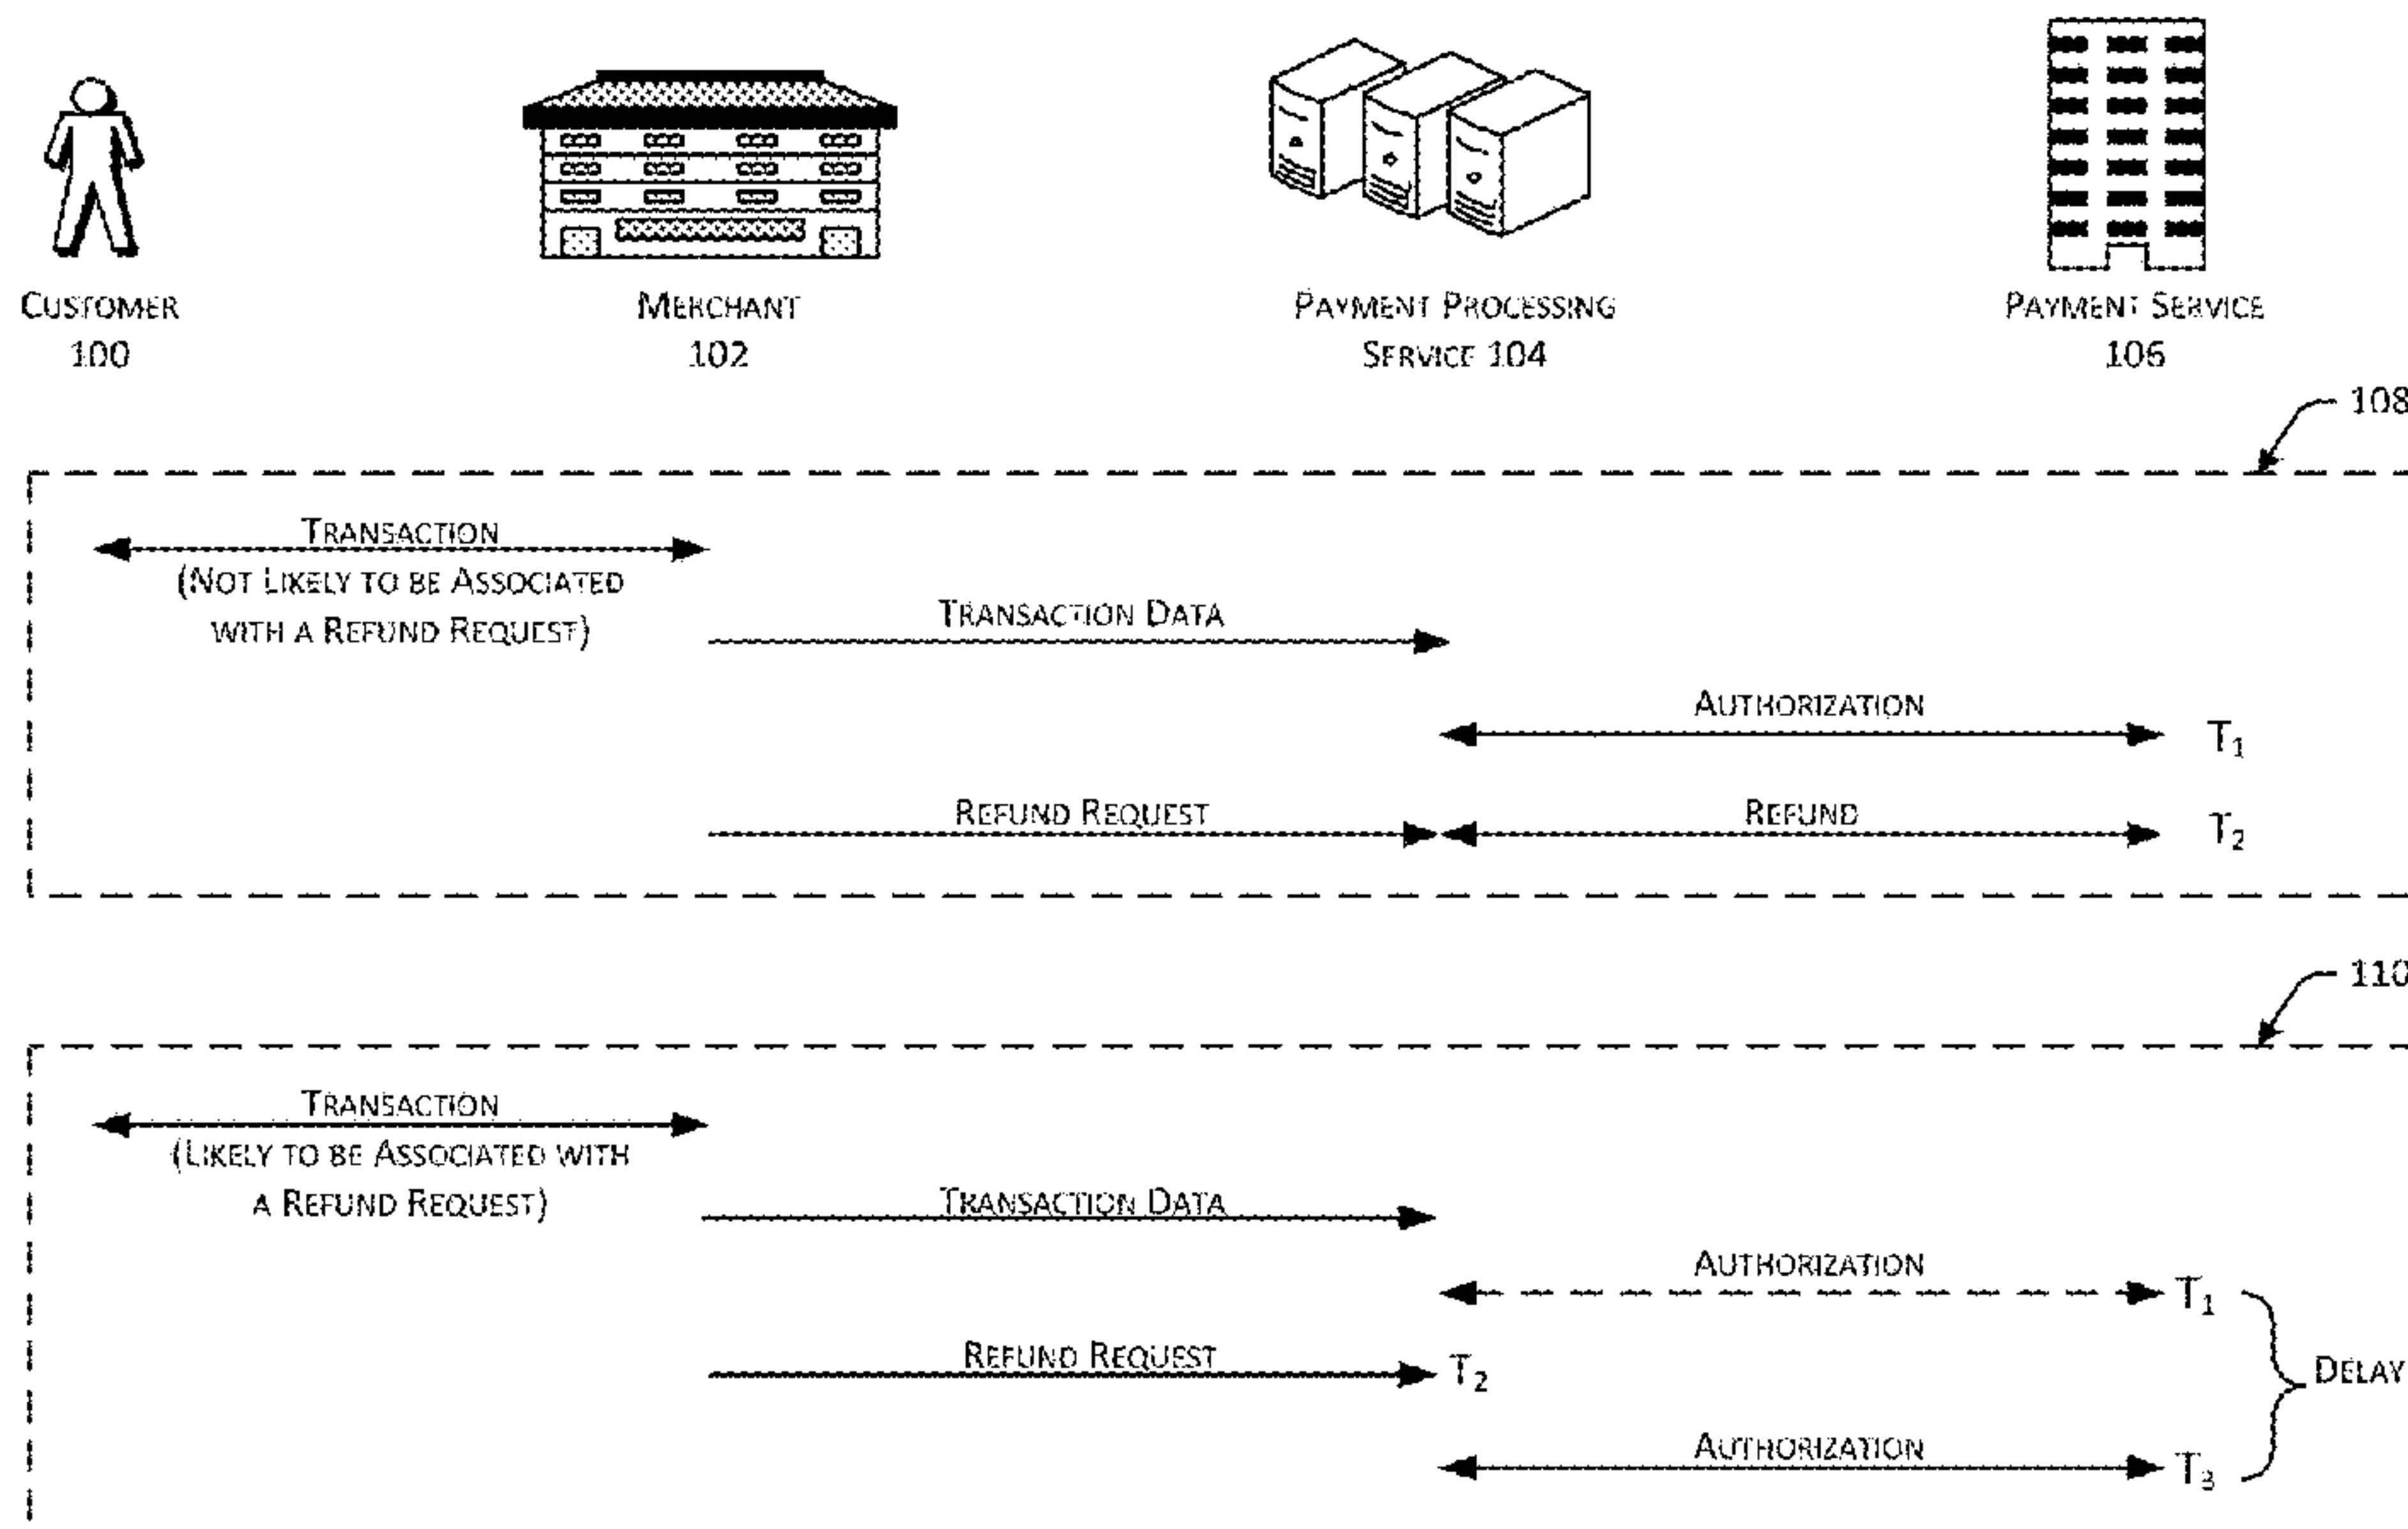 CUSTOMER
100
MERCHANT
102
PAYMENT PROCESSING
SERVICE 104
PAYMENT SERVICE
106
108
TRANSACTION
(NOT LIKELY TO BE ASSOCIATED
WITH A REFUND REQUEST)
TRANSACTION DATA
AUTHORIZATION
T1
REFUND REQUEST
REFUND
T2
110
TRANSACTION
(LIKELY TO BE ASSOCIATED WITH
A REFUND REQUEST)
TRANSACTION DATA
AUTHORIZATION
T1
REFUND REQUEST
T2
DELAY
AUTHORIZATION
T3